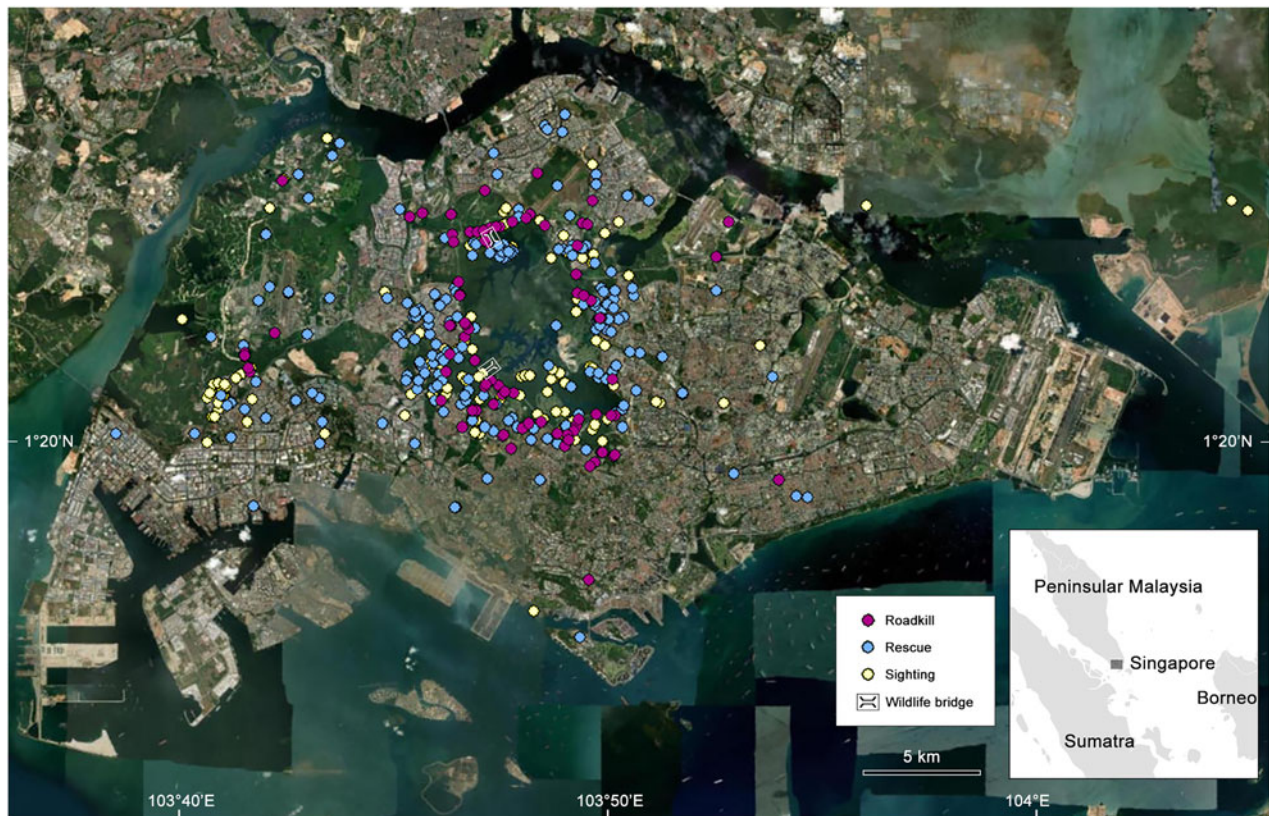 1°20'N
1°20'N
Peninsular Malaysia
Singapore
Borneo
Sumatra
Roadkill
Rescue
Sighting
Wildlife bridge
5 km
103°40'E
103°50'E
104°E